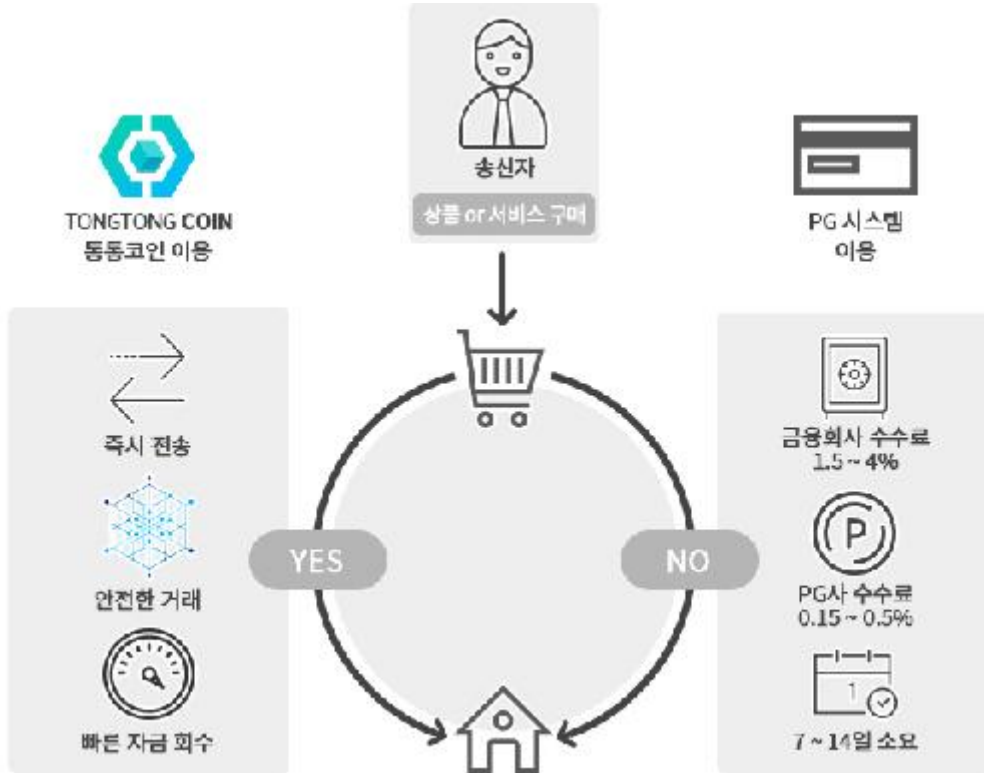 송신자
상품 or 서비스 구매
TONGTONG COIN
통통코인 이용
PG 시스템
이용
즉시 전송
안전한 거래
빠른 자금 회수
YES
NO
금융회사 수수료
1.5 ~ 4%
P
PG사 수수료
0.15 ~ 0.5%
1
7 ~ 14일 소요